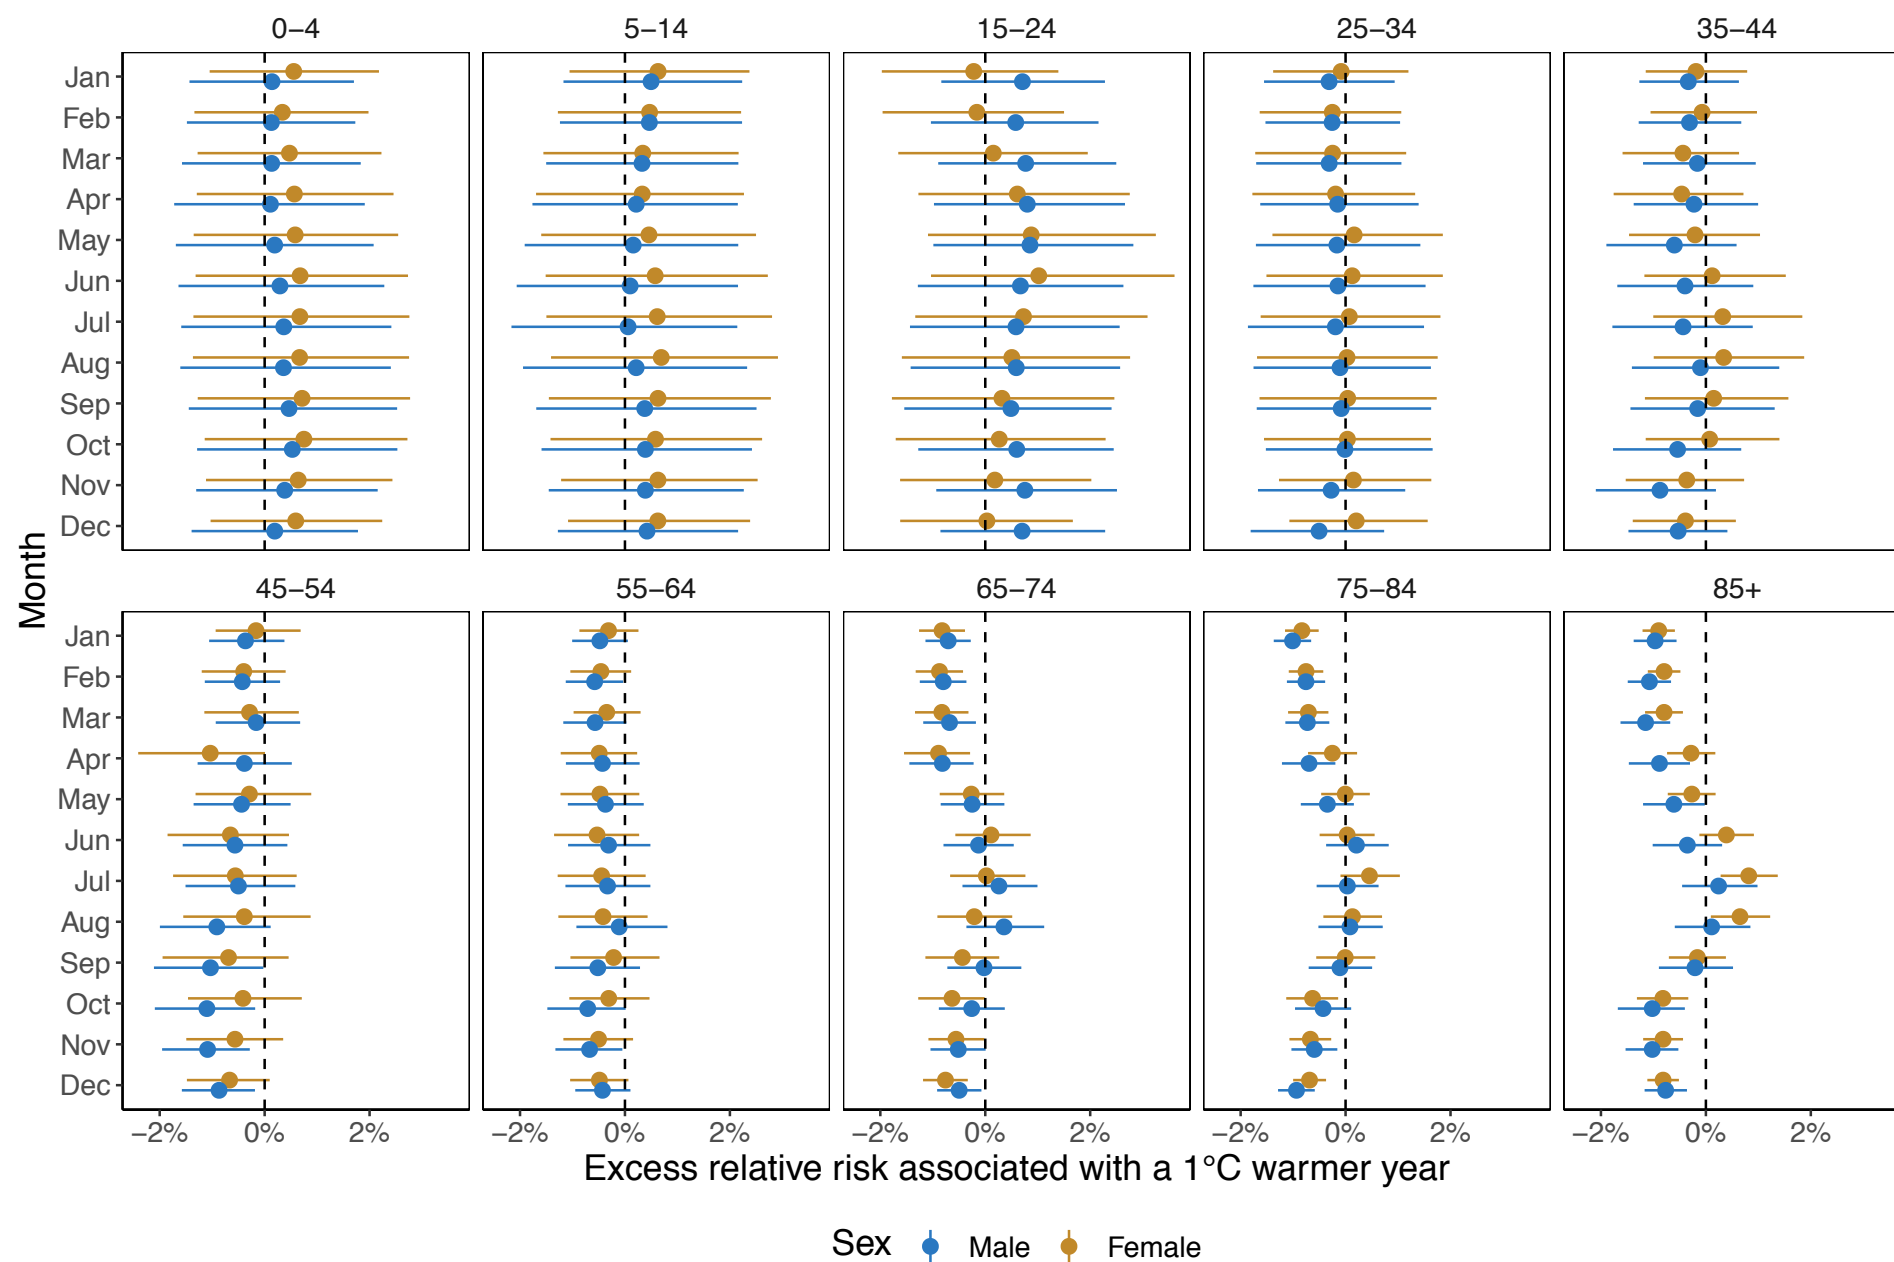 0–4 5–14 15–24 25–34 35–44
Jan
Feb
Mar
Apr
May
Jun
Jul
Aug
Sep
Oct
Nov
Dec
Month
45–54 55–64 65–74 75–84 85+
Jan
Feb
Mar
Apr
May
Jun
Jul
Aug
Sep
Oct
Nov
Dec
−2% 0% 2% −2% 0% 2% −2% 0% 2% −2% 0% 2% −2% 0% 2%
Excess relative risk associated with a 1°C warmer year
Sex Male Female